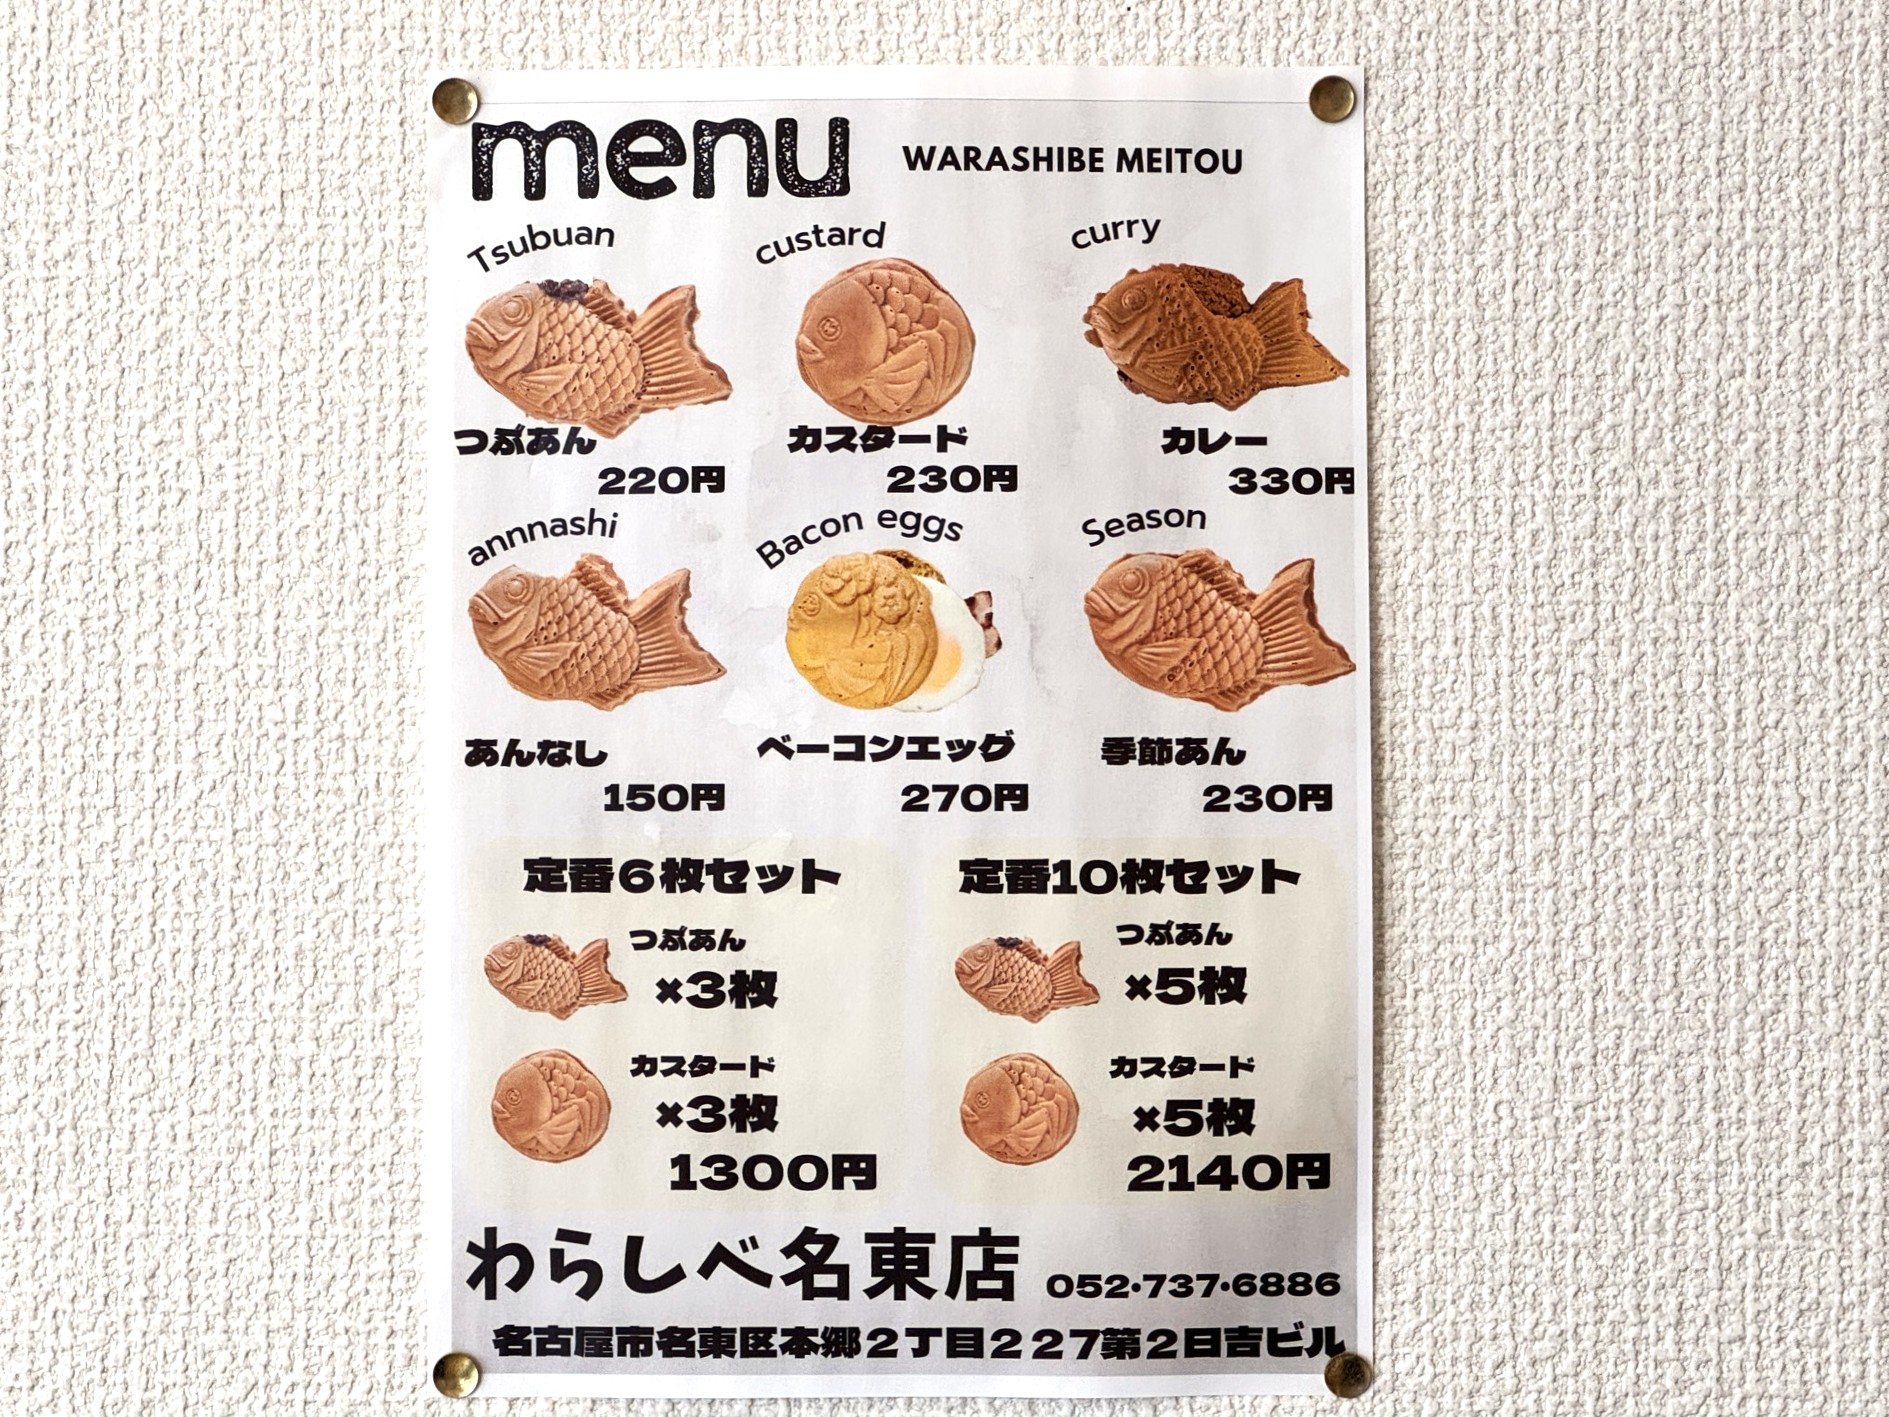 menu WARASHIBE MEITOU
Tsubuan custard curry
つぶあん カスタード カレー
220円 230円 330円
annnashi Bacon eggs Season
あんなし ベーコンエッグ 季節あん
150円 270円 230円
定番6枚セット
つぶあん
×3枚
カスタード
×3枚
1300円
定番10枚セット
つぶあん
×5枚
カスタード
×5枚
2140円
わらしべ名東店 052・737・6886
名古屋市名東区本郷2丁目227第2日吉ビル